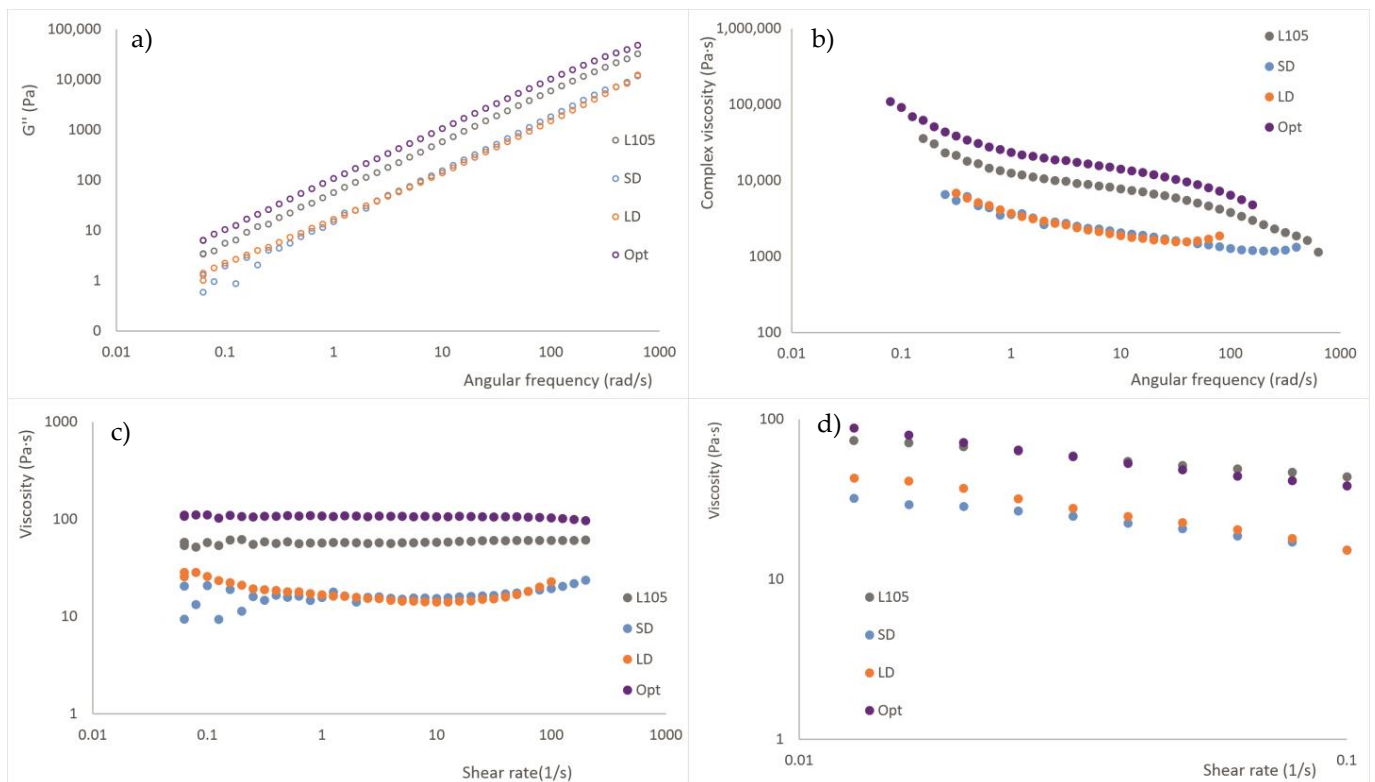 a)
100,000
10,000
1000
100
10
1
0
G'' (Pa)
0.01 0.1 1 10 100 1000
Angular frequency (rad/s)
L105
SD
LD
Opt
b)
1,000,000
100,000
10,000
1000
100
Complex viscosity (Pa·s)
0.01 0.1 1 10 100 1000
Angular frequency (rad/s)
L105
SD
LD
Opt
c)
1000
100
10
1
Viscosity (Pa·s)
0.01 0.1 1 10 100 1000
Shear rate(1/s)
L105
SD
LD
Opt
d)
100
10
1
Viscosity (Pa·s)
0.01 0.1
Shear rate (1/s)
L105
SD
LD
Opt